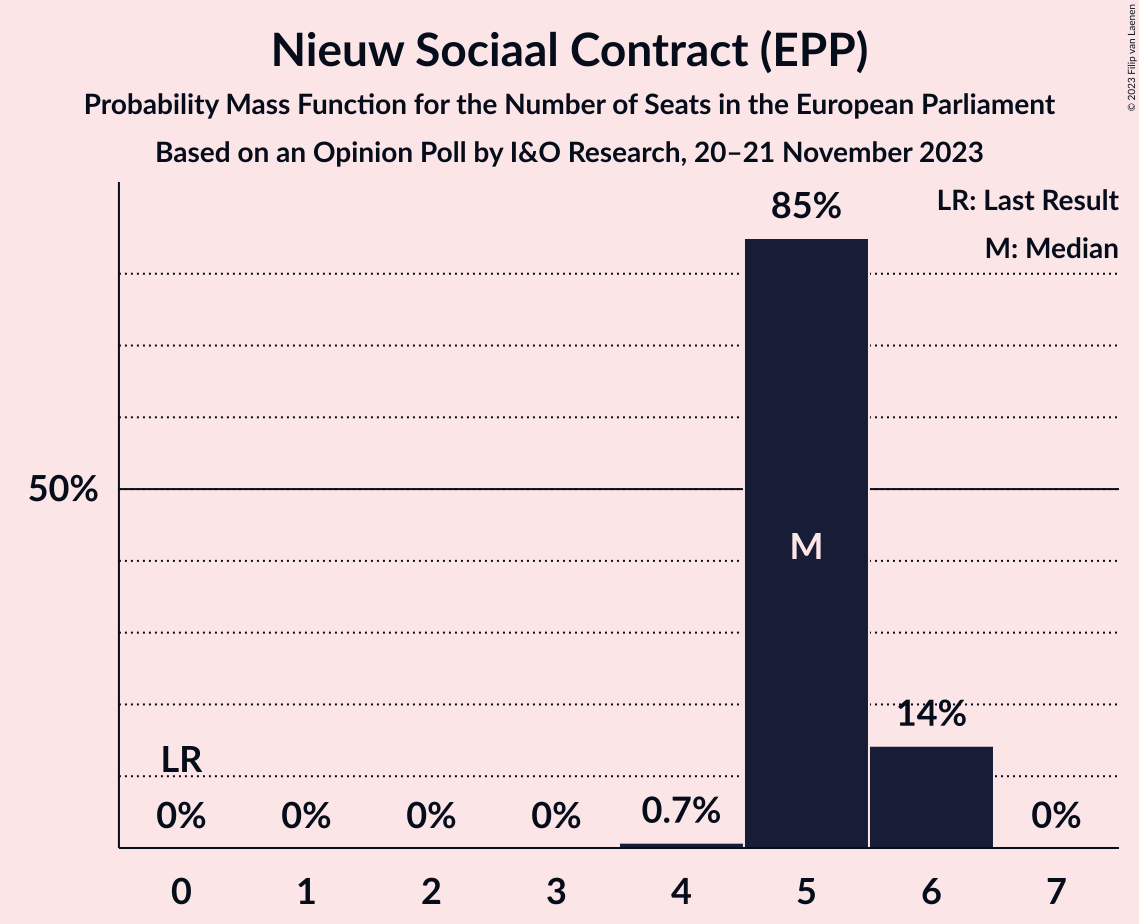 Nieuw Sociaal Contract (EPP)
Probability Mass Function for the Number of Seats in the European Parliament
Based on an Opinion Poll by I&O Research, 20–21 November 2023
© 2023 Filip van Laenen
LR: Last Result
M: Median
85%
50%
M
14%
LR
0%
0%
0%
0%
0.7%
0%
0
1
2
3
4
5
6
7